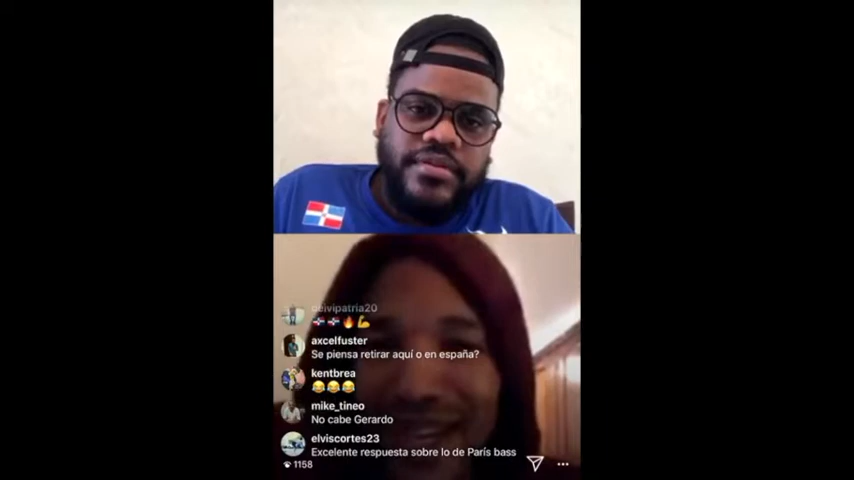 neivipatria20
axcelfuster
Se piensa retirar aquí o en españa?
kentbrea
mike_tineo
No cabe Gerardo
elviscortes23
Excelente respuesta sobre lo de París bass
1158